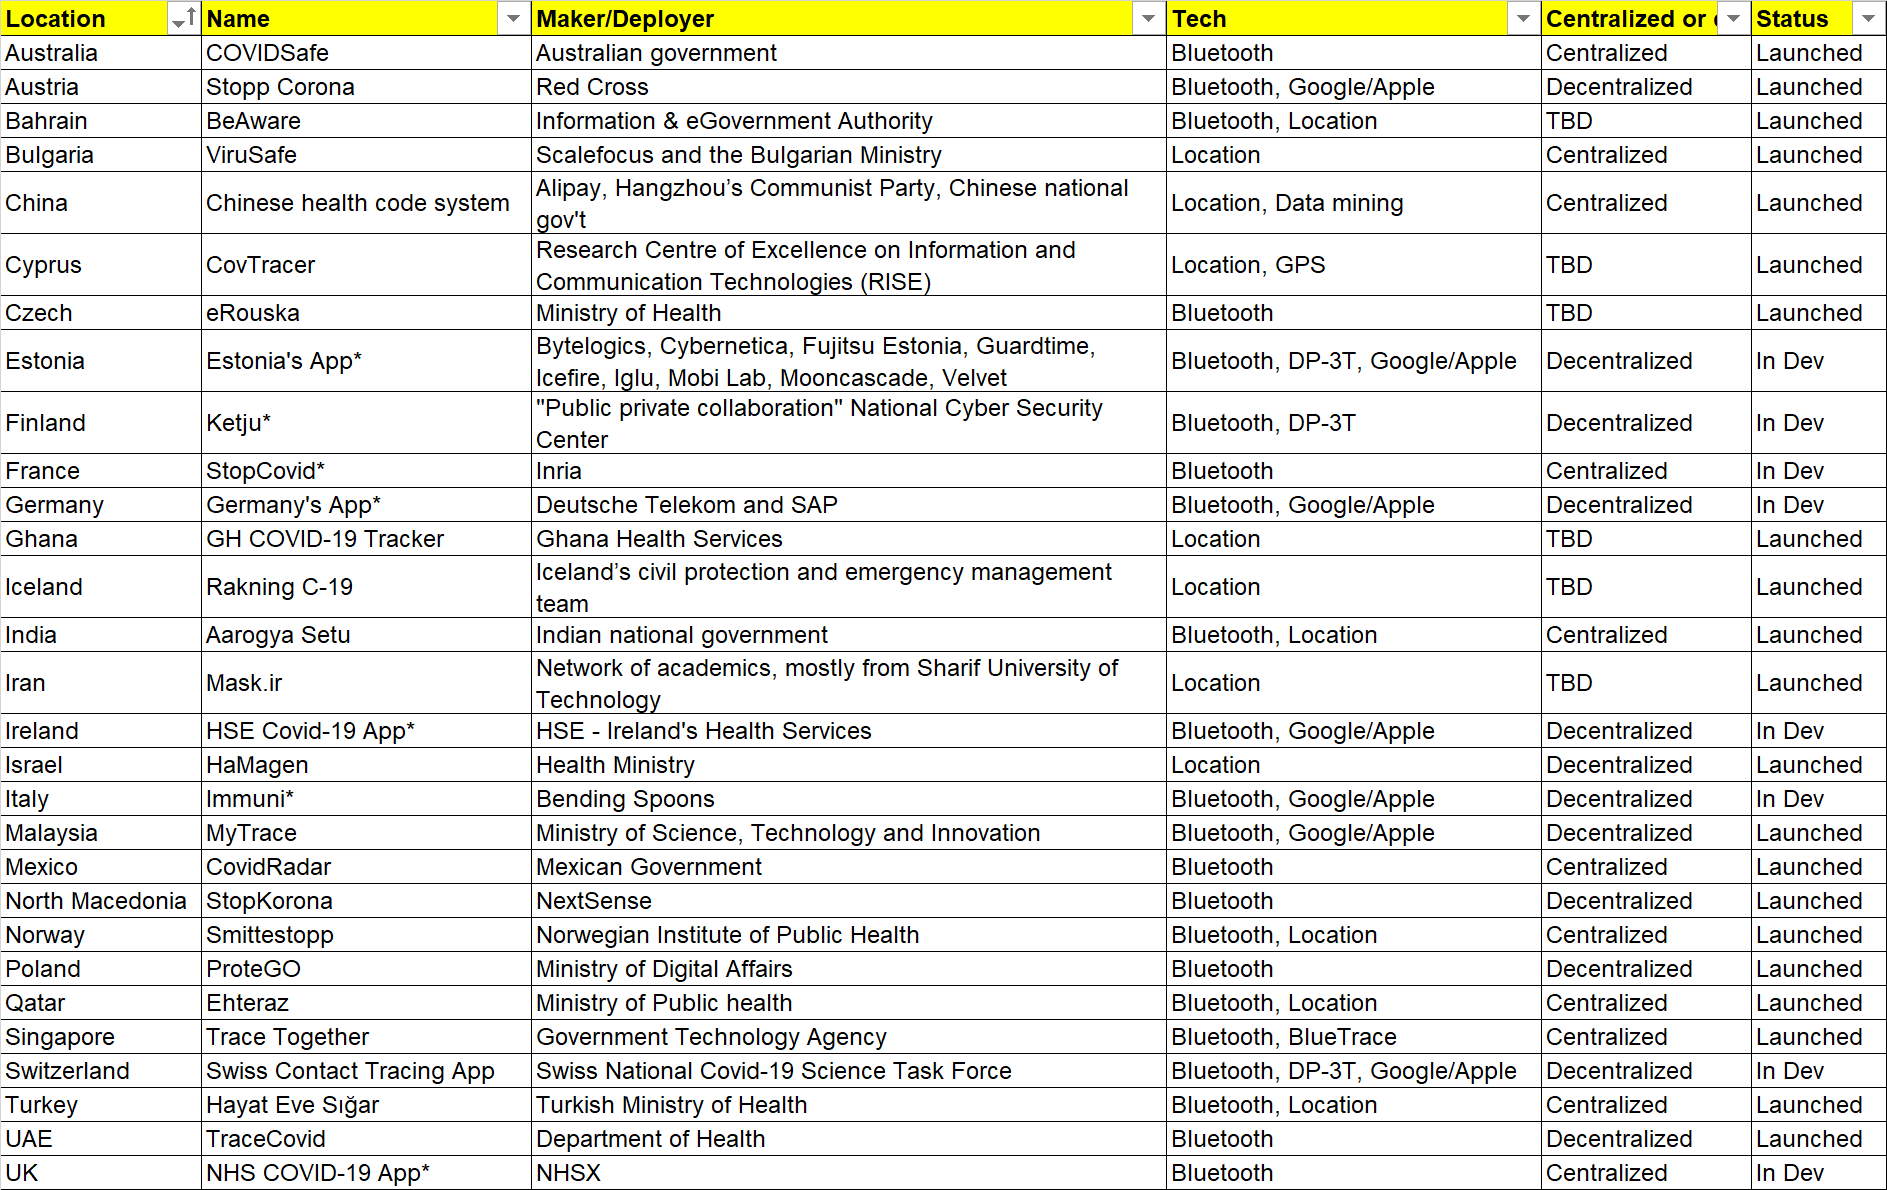 Location Name Maker/Deployer Tech Centralized or Status
Australia COVIDSafe Australian government Bluetooth Centralized Launched
Austria Stopp Corona Red Cross Bluetooth, Google/Apple Decentralized Launched
Bahrain BeAware Information & eGovernment Authority Bluetooth, Location TBD Launched
Bulgaria ViruSafe Scalefocus and the Bulgarian Ministry Location Centralized Launched
China Chinese health code system Alipay, Hangzhou’s Communist Party, Chinese national
gov't Location, Data mining Centralized Launched
Cyprus CovTracer Research Centre of Excellence on Information and
Communication Technologies (RISE) Location, GPS TBD Launched
Czech eRouska Ministry of Health Bluetooth TBD Launched
Estonia Estonia's App* Bytelogics, Cybernetica, Fujitsu Estonia, Guardtime,
Icefire, Iglu, Mobi Lab, Mooncascade, Velvet Bluetooth, DP-3T, Google/Apple Decentralized In Dev
Finland Ketju* "Public private collaboration" National Cyber Security
Center Bluetooth, DP-3T Decentralized In Dev
France StopCovid* Inria Bluetooth Centralized In Dev
Germany Germany's App* Deutsche Telekom and SAP Bluetooth, Google/Apple Decentralized In Dev
Ghana GH COVID-19 Tracker Ghana Health Services Location TBD Launched
Iceland Rakning C-19 Iceland’s civil protection and emergency management
team Location TBD Launched
India Aarogya Setu Indian national government Bluetooth, Location Centralized Launched
Iran Mask.ir Network of academics, mostly from Sharif University of
Technology Location TBD Launched
Ireland HSE Covid-19 App* HSE - Ireland's Health Services Bluetooth, Google/Apple Decentralized In Dev
Israel HaMagen Health Ministry Location Decentralized Launched
Italy Immuni* Bending Spoons Bluetooth, Google/Apple Decentralized In Dev
Malaysia MyTrace Ministry of Science, Technology and Innovation Bluetooth, Google/Apple Decentralized Launched
Mexico CovidRadar Mexican Government Bluetooth Centralized Launched
North Macedonia StopKorona NextSense Bluetooth Decentralized Launched
Norway Smittestopp Norwegian Institute of Public Health Bluetooth, Location Centralized Launched
Poland ProteGO Ministry of Digital Affairs Bluetooth Decentralized Launched
Qatar Ehteraz Ministry of Public health Bluetooth, Location Centralized Launched
Singapore Trace Together Government Technology Agency Bluetooth, BlueTrace Centralized Launched
Switzerland Swiss Contact Tracing App Swiss National Covid-19 Science Task Force Bluetooth, DP-3T, Google/Apple Decentralized In Dev
Turkey Hayat Eve Sığar Turkish Ministry of Health Bluetooth, Location Centralized Launched
UAE TraceCovid Department of Health Bluetooth Decentralized Launched
UK NHS COVID-19 App* NHSX Bluetooth Centralized In Dev